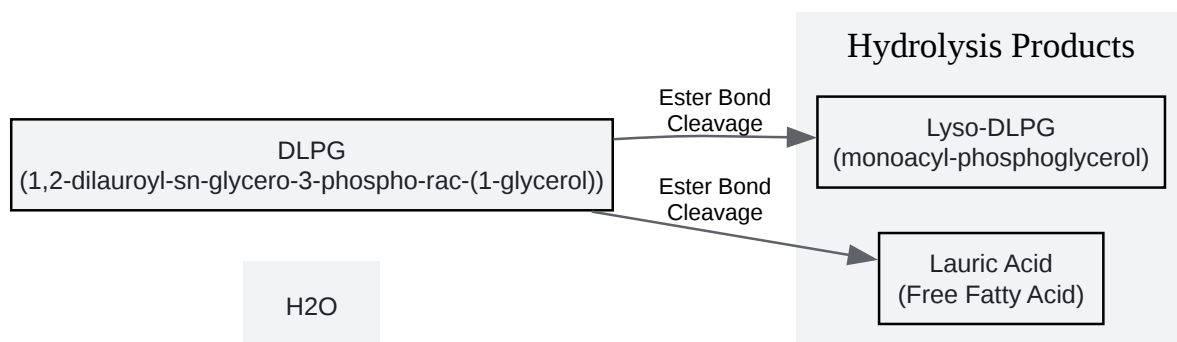 Hydrolysis Products
Ester Bond
Cleavage
Lyso-DLPG
(monoacyl-phosphoglycerol)
DLPG
(1,2-dilauroyl-sn-glycero-3-phospho-rac-(1-glycerol))
Ester Bond
Cleavage
Lauric Acid
(Free Fatty Acid)
H2O